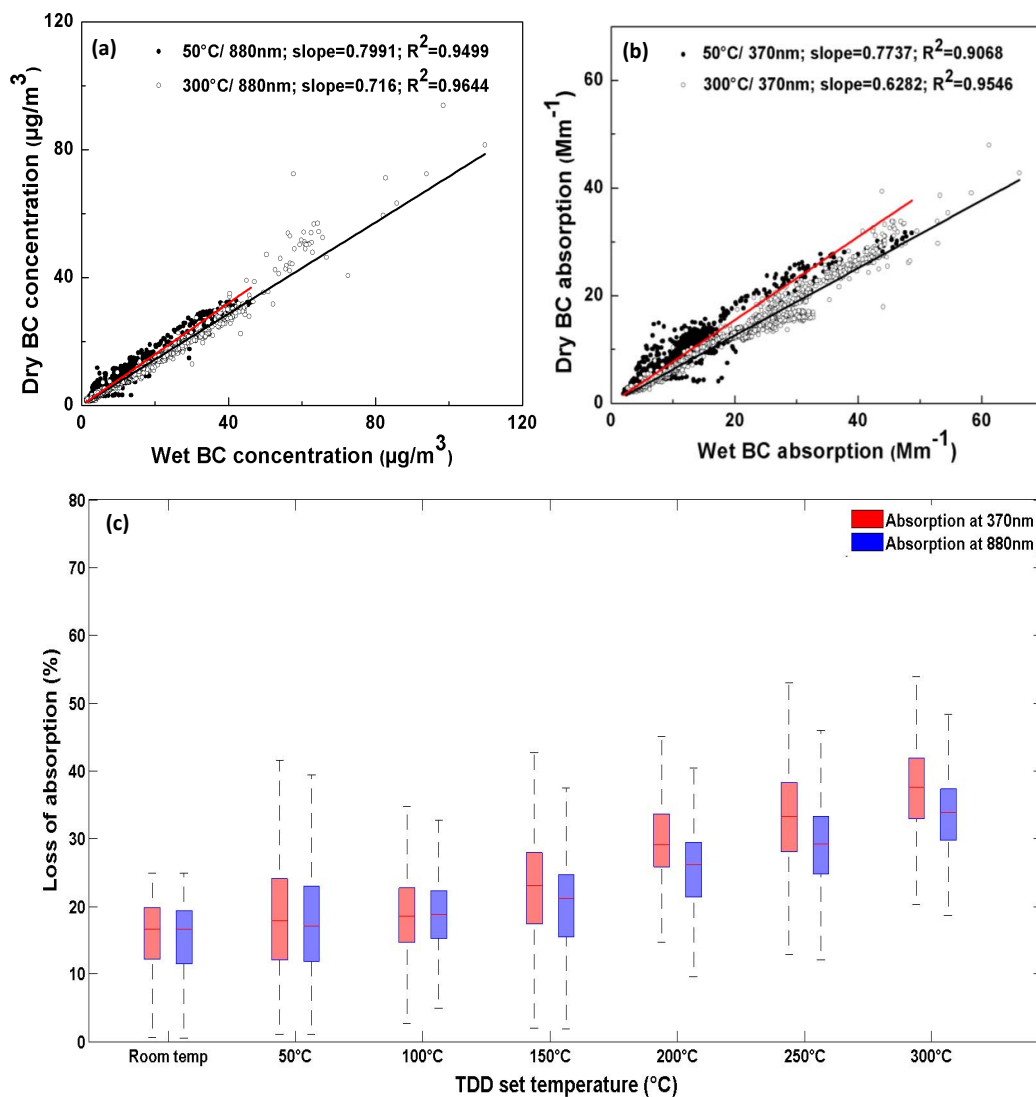 (a)
50°C/ 880nm; slope=0.7991; R²=0.9499
300°C/ 880nm; slope=0.716; R²=0.9644
120
80
40
0
0
40
80
120
Dry BC concentration (µg/m³)
Wet BC concentration (µg/m³)
(b)
50°C/ 370nm; slope=0.7737; R²=0.9068
300°C/ 370nm; slope=0.6282; R²=0.9546
60
40
20
0
20
40
60
Dry BC absorption (Mm⁻¹)
Wet BC absorption (Mm⁻¹)
(c)
Absorption at 370nm
Absorption at 880nm
80
70
60
50
40
30
20
10
0
Loss of absorption (%)
Room temp
50°C
100°C
150°C
200°C
250°C
300°C
TDD set temperature (°C)